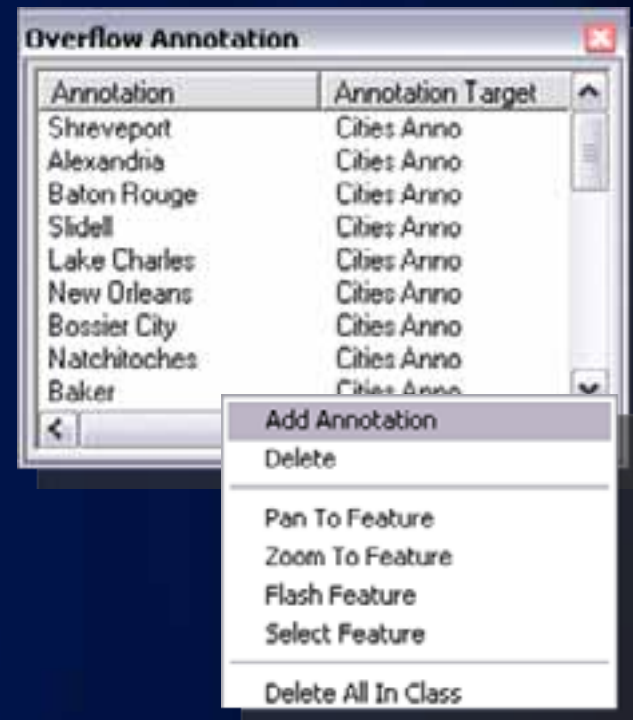 Overflow Annotation
Annotation Annotation Target
Shreveport Cities Anno
Alexandria Cities Anno
Baton Rouge Cities Anno
Slidell Cities Anno
Lake Charles Cities Anno
New Orleans Cities Anno
Bossier City Cities Anno
Natchitoches Cities Anno
Baker Cities Anno
Add Annotation
Delete
Pan To Feature
Zoom To Feature
Flash Feature
Select Feature
Delete All In Class